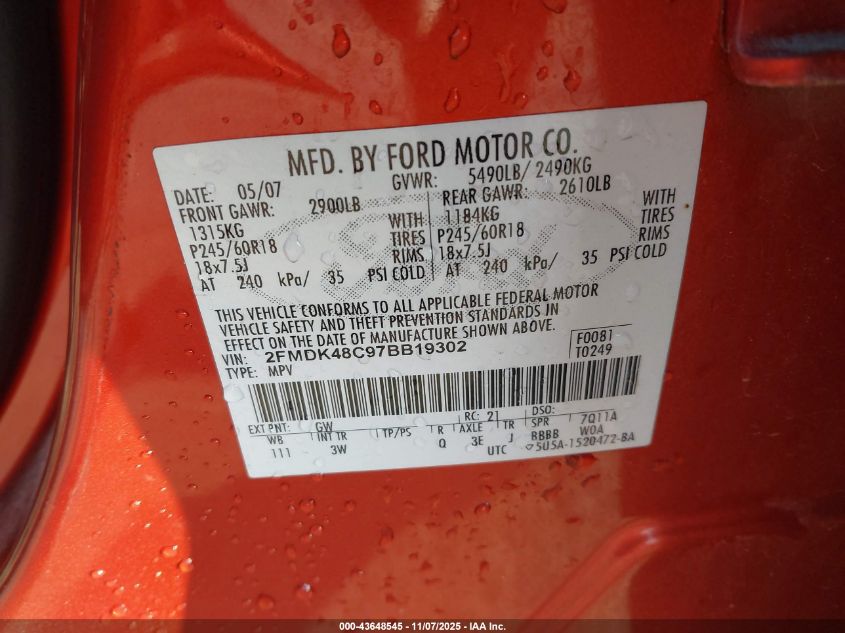 MFD. BY FORD MOTOR CO.
DATE: 05/07 GVWR: 5490LB/ 2490KG
FRONT GAWR: 2900LB REAR GAWR: 2610LB
1315KG WITH 1184KG WITH
P245/60R18 TIRES P245/60R18 TIRES
18x7.5J RIMS 18x7.5J RIMS
AT 240 kPa/ 35 PSI COLD AT 240 kPa/ 35 PSI COLD
THIS VEHICLE CONFORMS TO ALL APPLICABLE FEDERAL MOTOR
VEHICLE SAFETY AND THEFT PREVENTION STANDARDS IN
EFFECT ON THE DATE OF MANUFACTURE SHOWN ABOVE.
VIN: 2FMDK48C97BB19302 F0081
TYPE: MPV T0249
EXT PNT: GW RC: 21 DSO:
WB INT TR TP/PS R AXLE TR SPR 7Q11A
111 3W Q 3E J BBBB W0A
UTC 5U5A-1520472-BA
000-43648545 - 11/07/2025 - IAA Inc.